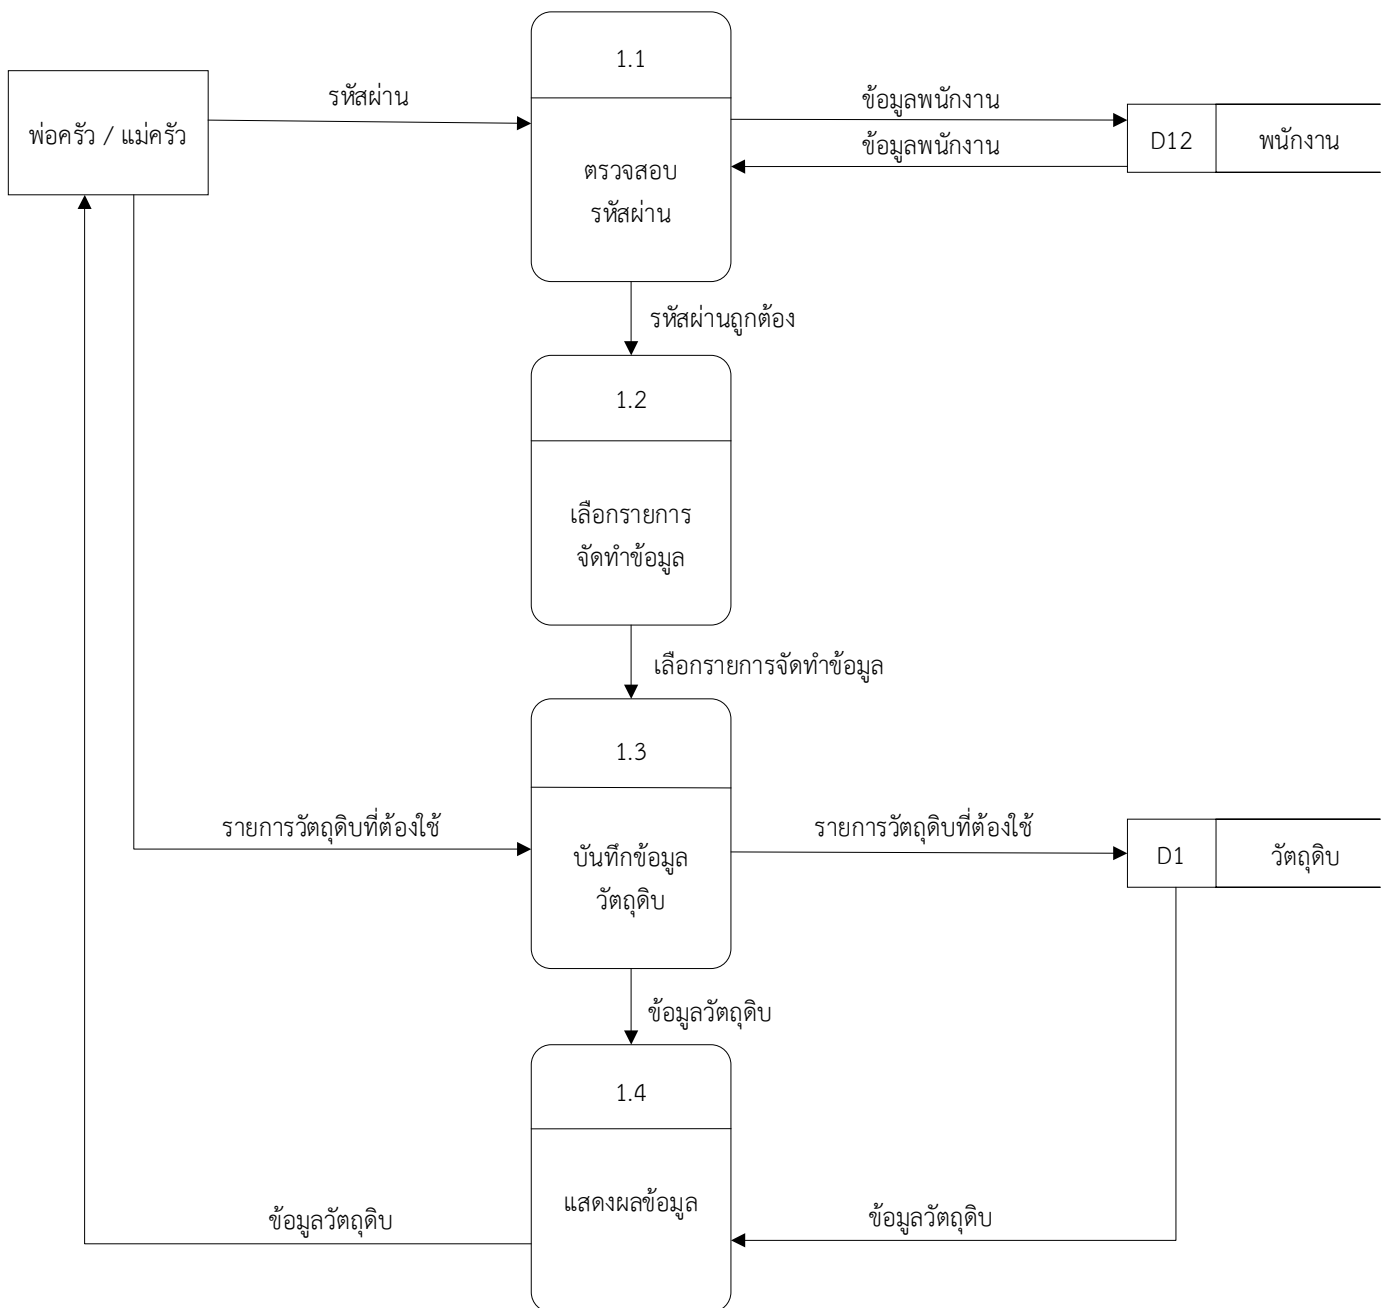 1.1
รหัสผ่าน
ข้อมูลพนักงาน
พ่อครัว / แม่ครัว
D12
พนักงาน
ข้อมูลพนักงาน
ตรวจสอบ
รหัสผ่าน
รหัสผ่านถูกต้อง
1.2
เลือกรายการ
จัดทำข้อมูล
เลือกรายการจัดทำข้อมูล
1.3
รายการวัตถุดิบที่ต้องใช้
รายการวัตถุดิบที่ต้องใช้
บันทึกข้อมูล
วัตถุดิบ
D1
วัตถุดิบ
ข้อมูลวัตถุดิบ
1.4
แสดงผลข้อมูล
ข้อมูลวัตถุดิบ
ข้อมูลวัตถุดิบ